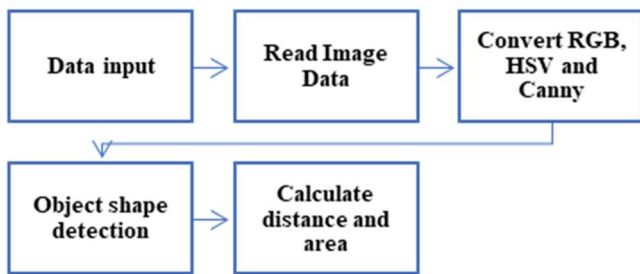 Data input
Read Image
Data
Convert RGB,
HSV and
Canny
Object shape
detection
Calculate
distance and
area